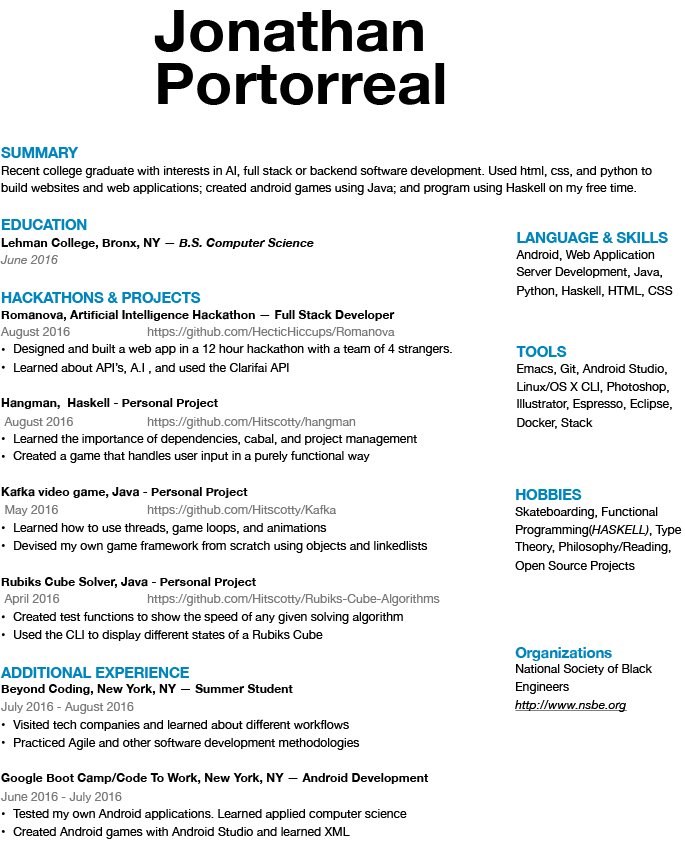 Jonathan
Portorreal
SUMMARY
Recent college graduate with interests in AI, full stack or backend software development. Used html, css, and python to
build websites and web applications; created android games using Java; and program using Haskell on my free time.
EDUCATION
Lehman College, Bronx, NY — B.S. Computer Science
June 2016
HACKATHONS & PROJECTS
Romanova, Artificial Intelligence Hackathon — Full Stack Developer
August 2016 https://github.com/HecticHiccups/Romanova
• Designed and built a web app in a 12 hour hackathon with a team of 4 strangers.
• Learned about API's, A.I , and used the Clarifai API
Hangman, Haskell - Personal Project
August 2016 https://github.com/Hitscotty/hangman
• Learned the importance of dependencies, cabal, and project management
• Created a game that handles user input in a purely functional way
Kafka video game, Java - Personal Project
May 2016 https://github.com/Hitscotty/Kafka
• Learned how to use threads, game loops, and animations
• Devised my own game framework from scratch using objects and linkedlists
Rubiks Cube Solver, Java - Personal Project
April 2016 https://github.com/Hitscotty/Rubiks-Cube-Algorithms
• Created test functions to show the speed of any given solving algorithm
• Used the CLI to display different states of a Rubiks Cube
ADDITIONAL EXPERIENCE
Beyond Coding, New York, NY — Summer Student
July 2016 - August 2016
• Visited tech companies and learned about different workflows
• Practiced Agile and other software development methodologies
Google Boot Camp/Code To Work, New York, NY — Android Development
June 2016 - July 2016
• Tested my own Android applications. Learned applied computer science
• Created Android games with Android Studio and learned XML
LANGUAGE & SKILLS
Android, Web Application
Server Development, Java,
Python, Haskell, HTML, CSS
TOOLS
Emacs, Git, Android Studio,
Linux/OS X CLI, Photoshop,
Illustrator, Espresso, Eclipse,
Docker, Stack
HOBBIES
Skateboarding, Functional
Programming(HASKELL), Type
Theory, Philosophy/Reading,
Open Source Projects
Organizations
National Society of Black
Engineers
http://www.nsbe.org